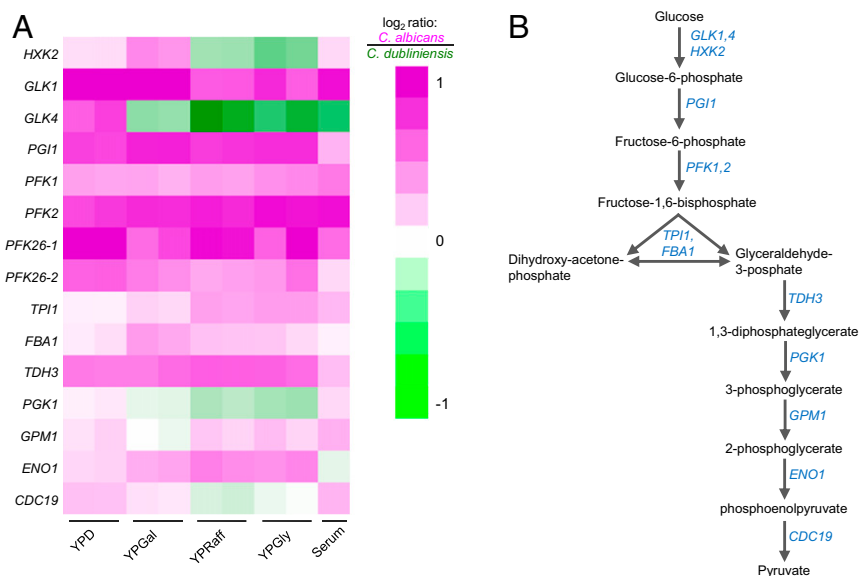 A
log2 ratio:
C. albicans
C. dubliniensis
HXK2
GLK1
GLK4
PGI1
PFK1
PFK2
PFK26-1
PFK26-2
TPI1
FBA1
TDH3
PGK1
GPM1
ENO1
CDC19
YPD
YPGal
YPRaff
YPGly
Serum
1
0
-1
B
Glucose
GLK1,4
HXK2
Glucose-6-phosphate
PGI1
Fructose-6-phosphate
PFK1,2
Fructose-1,6-bisphosphate
TPI1,
FBA1
Dihydroxy-acetone-
phosphate
Glyceraldehyde-
3-posphate
TDH3
1,3-diphosphateglycerate
PGK1
3-phosphoglycerate
GPM1
2-phosphoglycerate
ENO1
phosphoenolpyruvate
CDC19
Pyruvate